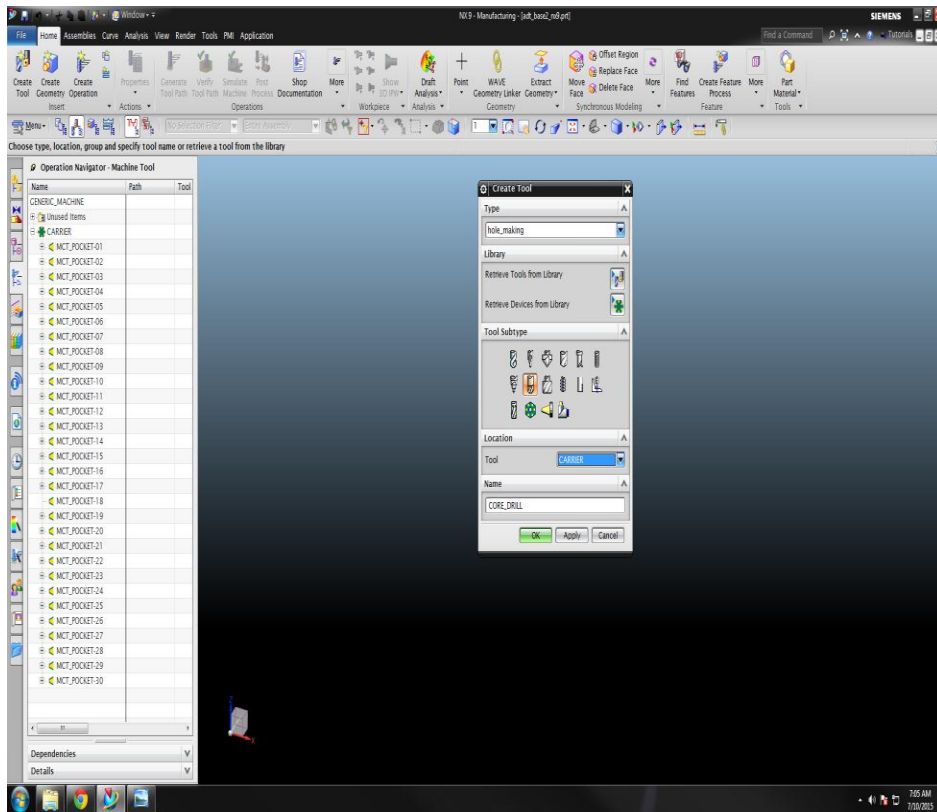 Window
NX 9 - Manufacturing - [adt_base2_nx9.prt]
SIEMENS
File Home Assemblies Curve Analysis View Render Tools PMI Application
Find a Command
Tutorials
Create Tool
Create Geometry
Create Operation
Properties
Generate Tool Path
Verify Tool Path
Simulate Machine
Post Process
Shop Documentation
More
Show 3D IPW
Draft Analysis
Point
WAVE Geometry Linker
Extract Geometry
Move Face
Offset Region
Replace Face
Delete Face
More
Find Features
Create Feature Process
More
Part Material
Insert
Actions
Operations
Workpiece
Analysis
Geometry
Synchronous Modeling
Feature
Tools
Menu
No Selection Filter
Entire Assembly
1
Choose type, location, group and specify tool name or retrieve a tool from the library
Operation Navigator - Machine Tool
Name Path Tool
GENERIC_MACHINE
Unused Items
CARRIER
MCT_POCKET-01
MCT_POCKET-02
MCT_POCKET-03
MCT_POCKET-04
MCT_POCKET-05
MCT_POCKET-06
MCT_POCKET-07
MCT_POCKET-08
MCT_POCKET-09
MCT_POCKET-10
MCT_POCKET-11
MCT_POCKET-12
MCT_POCKET-13
MCT_POCKET-14
MCT_POCKET-15
MCT_POCKET-16
MCT_POCKET-17
MCT_POCKET-18
MCT_POCKET-19
MCT_POCKET-20
MCT_POCKET-21
MCT_POCKET-22
MCT_POCKET-23
MCT_POCKET-24
MCT_POCKET-25
MCT_POCKET-26
MCT_POCKET-27
MCT_POCKET-28
MCT_POCKET-29
MCT_POCKET-30
Dependencies
Details
Create Tool
Type
hole_making
Library
Retrieve Tools from Library
Retrieve Devices from Library
Tool Subtype
Location
Tool CARRIER
Name
CORE_DRILL
OK Apply Cancel
X
7:05 AM
7/10/2015